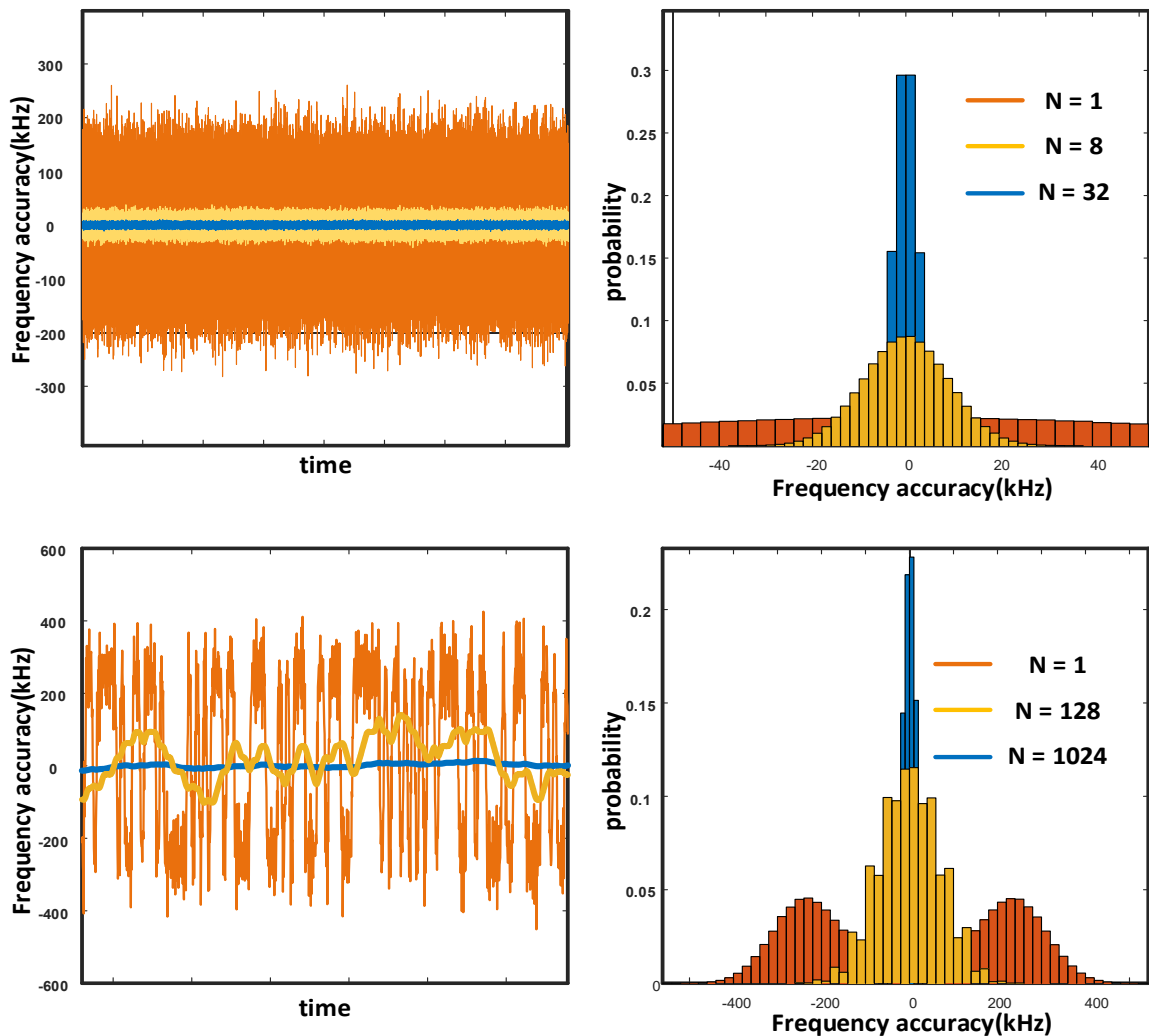 Frequency accuracy(kHz)
300
200
100
0
-100
-200
-300
time
probability
0.3
0.25
0.2
0.15
0.1
0.05
N = 1
N = 8
N = 32
-40
-20
0
20
40
Frequency accuracy(kHz)
Frequency accuracy(kHz)
600
400
200
0
-200
-400
-600
time
probability
0.2
0.15
0.1
0.05
0
N = 1
N = 128
N = 1024
-400
-200
0
200
400
Frequency accuracy(kHz)